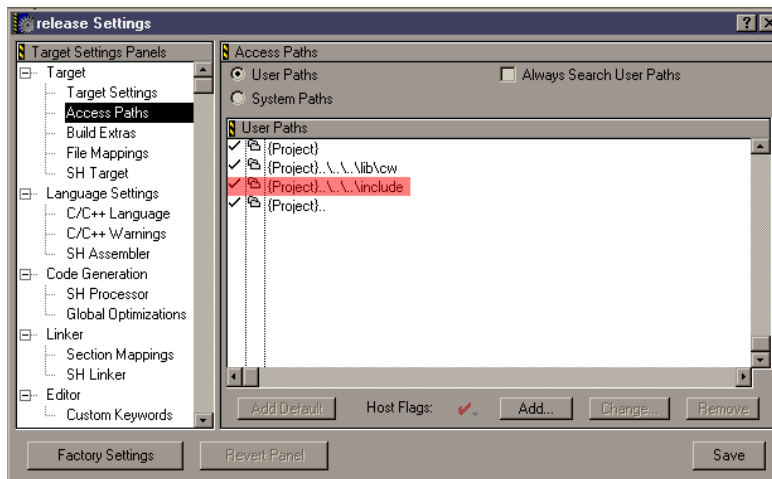 release Settings
Target Settings Panels
Target
Target Settings
Access Paths
Build Extras
File Mappings
SH Target
Language Settings
C/C++ Language
C/C++ Warnings
SH Assembler
Code Generation
SH Processor
Global Optimizations
Linker
Section Mappings
SH Linker
Editor
Custom Keywords
Access Paths
User Paths
Always Search User Paths
System Paths
User Paths
{Project}
{Project}..\..\..\lib\cw
{Project}..\..\..\include
{Project}..
Add Default
Host Flags:
Add...
Change...
Remove
Factory Settings
Revert Panel
Save